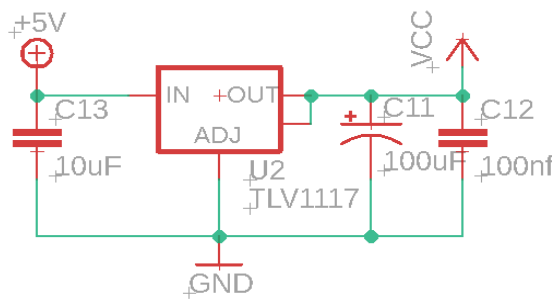 +5V
VCC
IN
+OUT
C13
C11
C12
ADJ
10uF
U2
100uF
100nf
TLV1117
GND